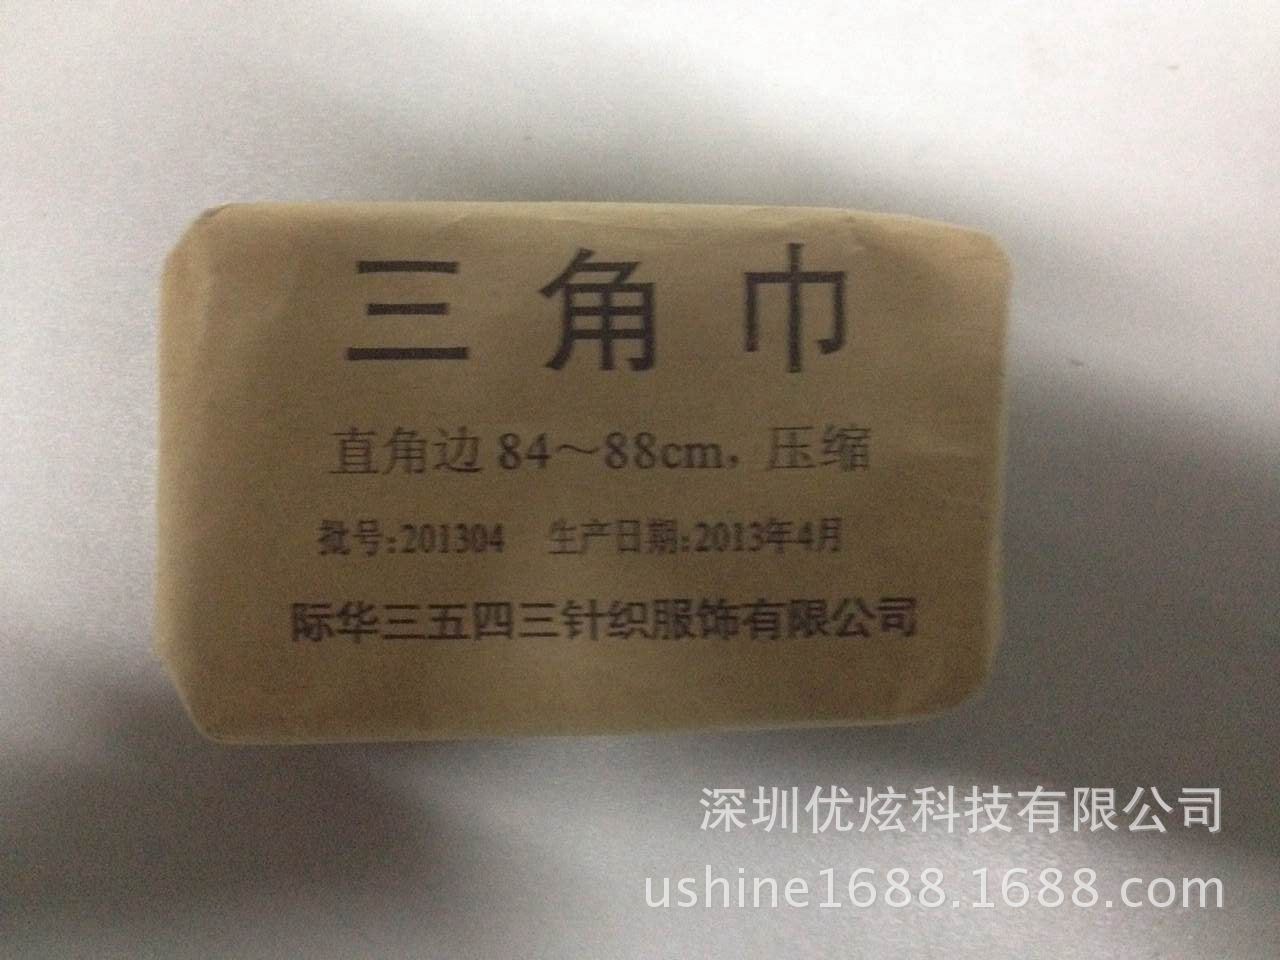 三角巾
直角边84～88cm，压缩
批号:201304 生产日期:2013年4月
际华三五四三针织服饰有限公司
深圳优炫科技有限公司
ushine1688.1688.com